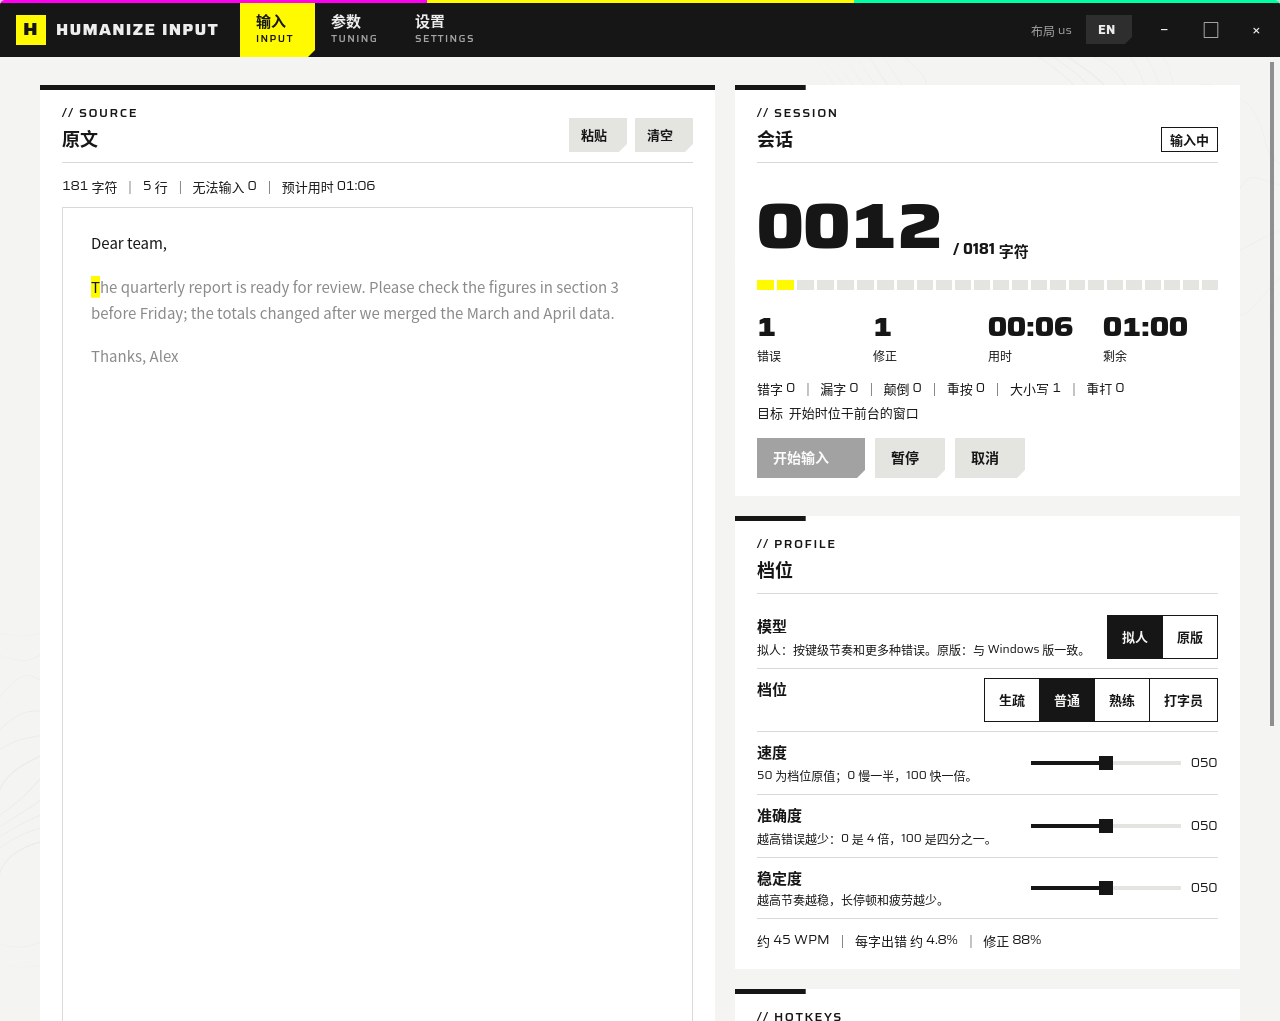 H HUMANIZE INPUT
输入
INPUT
参数
TUNING
设置
SETTINGS
布局 us
EN
// SOURCE
原文
粘贴
清空
181 字符 | 5 行 | 无法输入 0 | 预计用时 01:06
Dear team,
The quarterly report is ready for review. Please check the figures in section 3
before Friday; the totals changed after we merged the March and April data.
Thanks, Alex
// SESSION
会话
输入中
0012 / 0181 字符
1
错误
1
修正
00:06
用时
01:00
剩余
错字 0 | 漏字 0 | 颠倒 0 | 重按 0 | 大小写 1 | 重打 0
目标 开始时位于前台的窗口
开始输入
暂停
取消
// PROFILE
档位
模型
拟人：按键级节奏和更多种错误。原版：与 Windows 版一致。
拟人
原版
档位
生疏
普通
熟练
打字员
速度
50 为档位原值；0 慢一半，100 快一倍。
050
准确度
越高错误越少：0 是 4 倍，100 是四分之一。
050
稳定度
越高节奏越稳，长停顿和疲劳越少。
050
约 45 WPM | 每字出错 约 4.8% | 修正 88%
// HOTKEYS